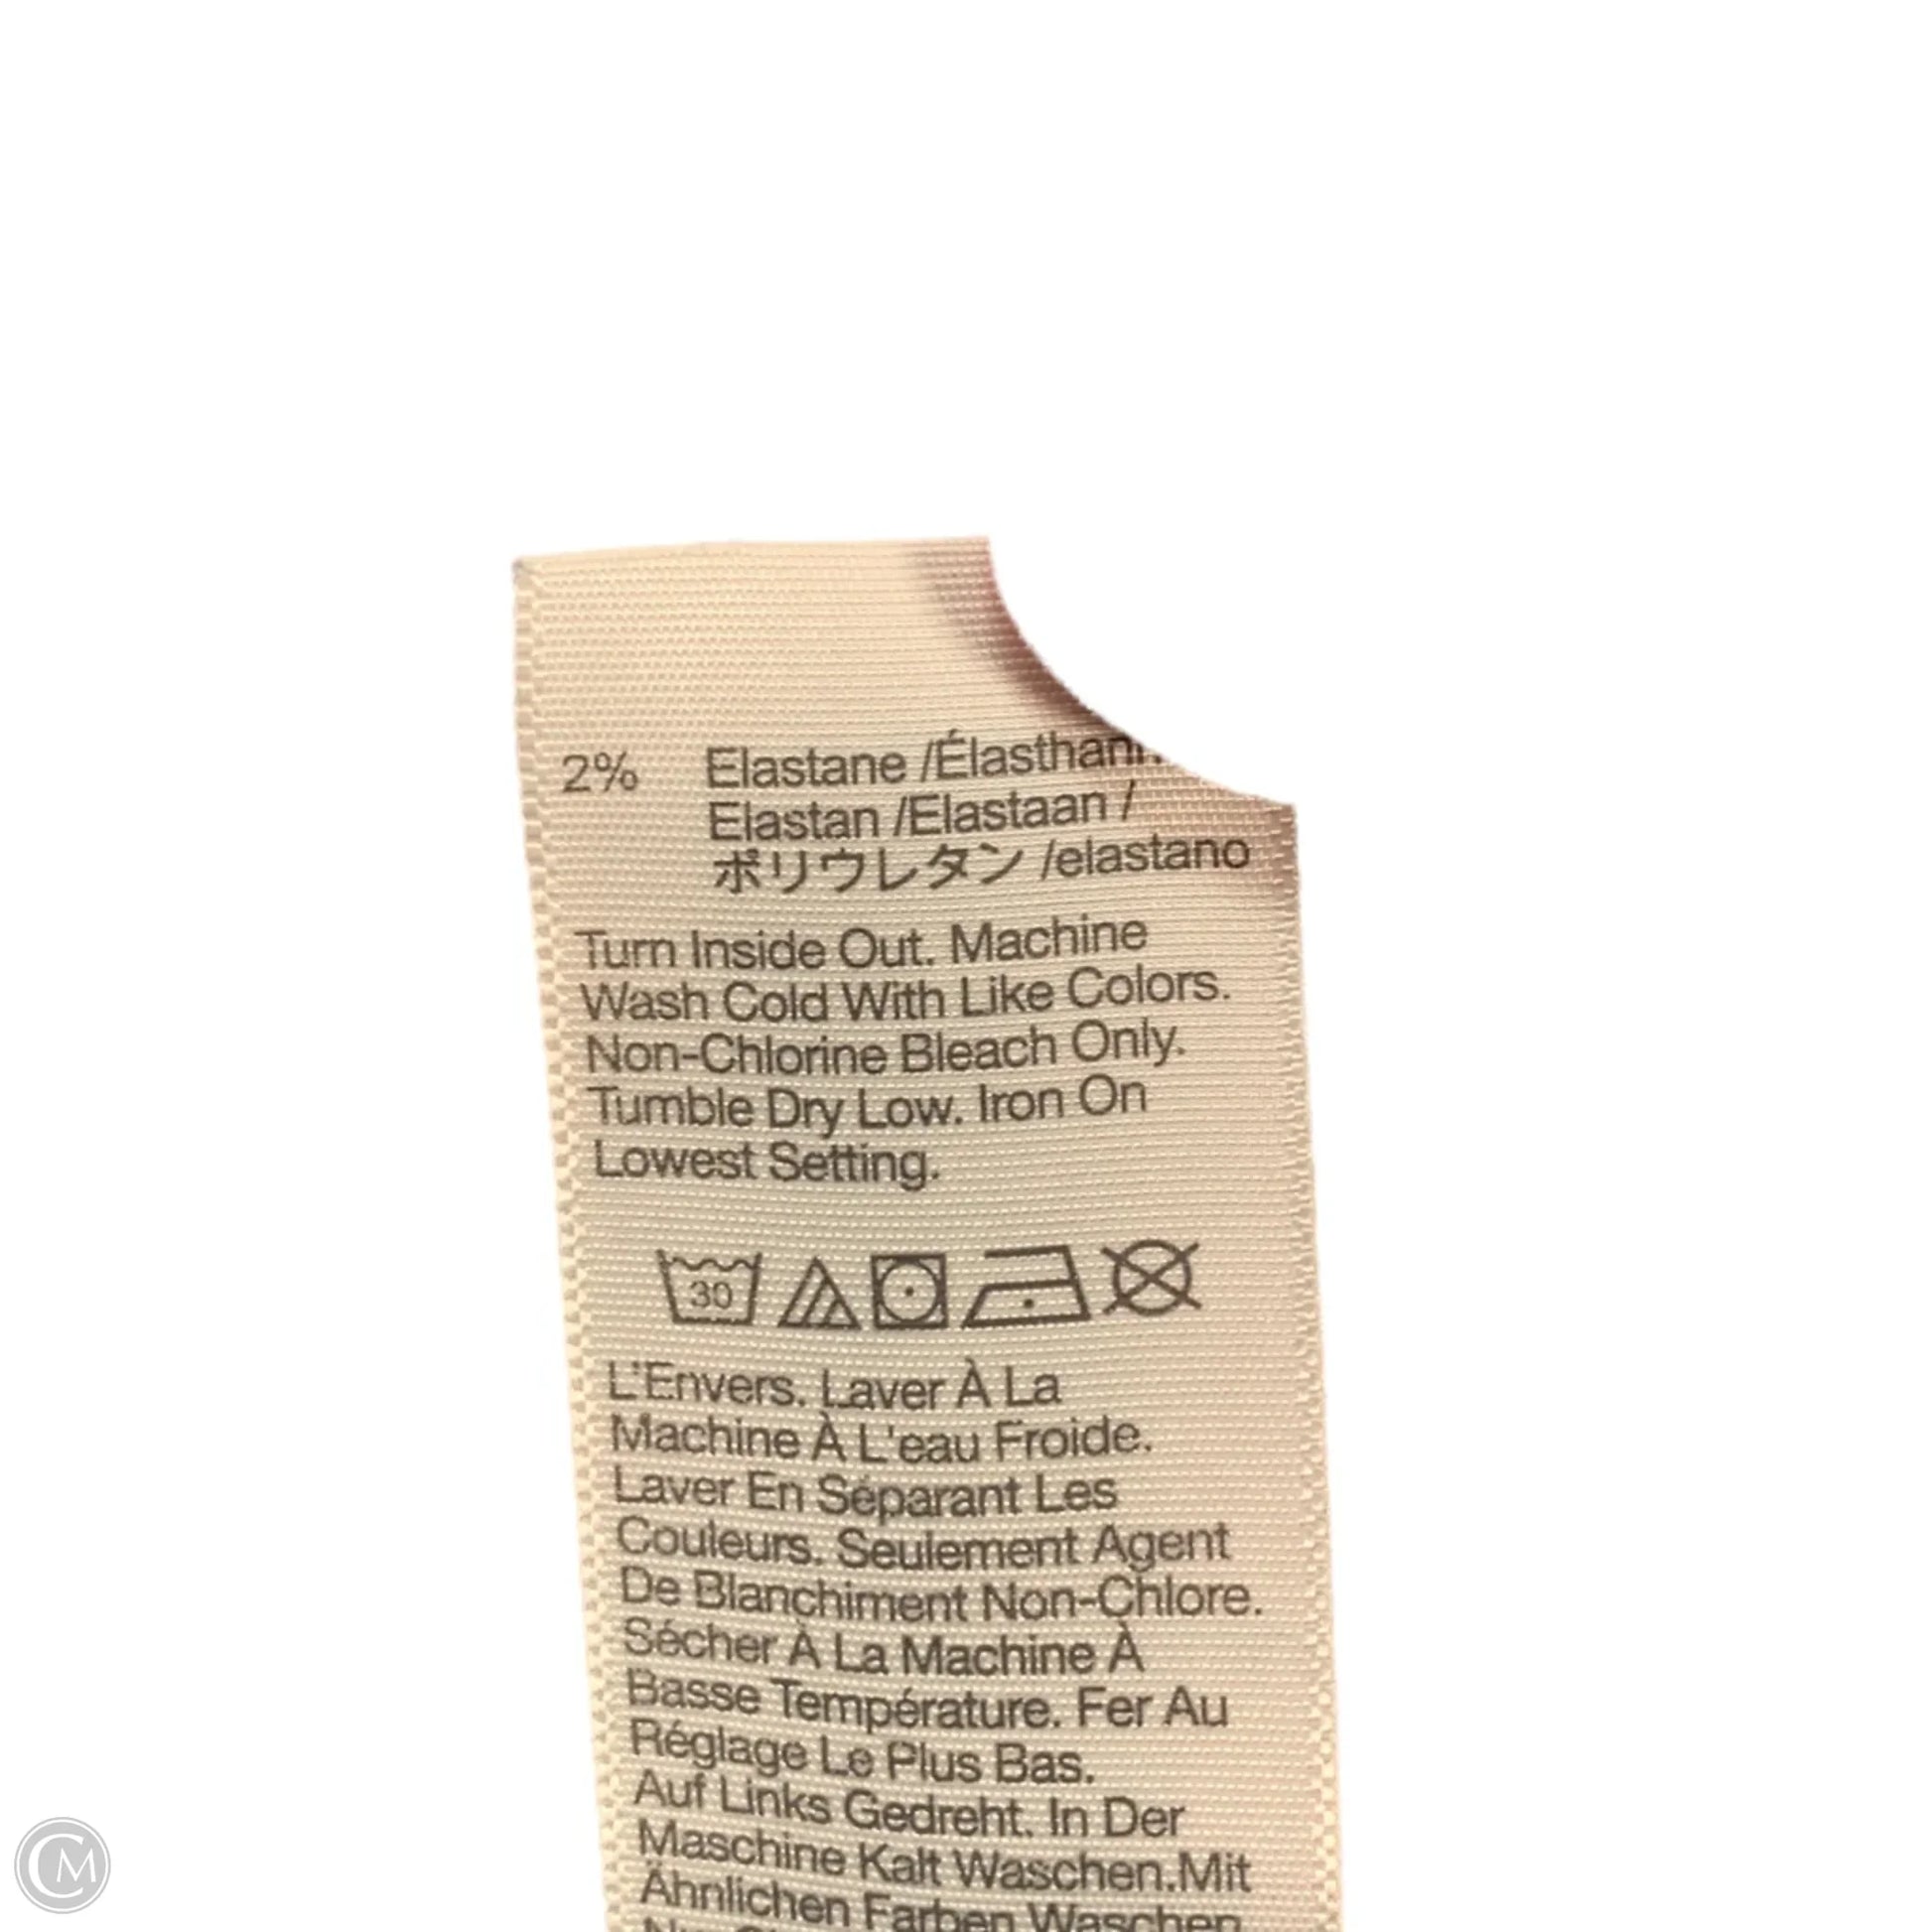 2% Elastane /Élasthann
Elastan /Elastaan /
ポリウレタン /elastano
Turn Inside Out. Machine
Wash Cold With Like Colors.
Non-Chlorine Bleach Only.
Tumble Dry Low. Iron On
Lowest Setting.
30
L'Envers. Laver À La
Machine À L'eau Froide.
Laver En Séparant Les
Couleurs. Seulement Agent
De Blanchiment Non-Chlore.
Sécher À La Machine À
Basse Température. Fer Au
Réglage Le Plus Bas.
Auf Links Gedreht. In Der
Maschine Kalt Waschen.Mit
Ähnlichen Farben Waschen
CM